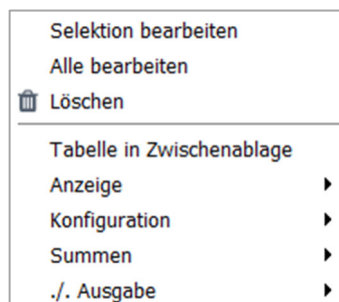 Selektion bearbeiten
Alle bearbeiten
Löschen
Tabelle in Zwischenablage
Anzeige
Konfiguration
Summen
./. Ausgabe